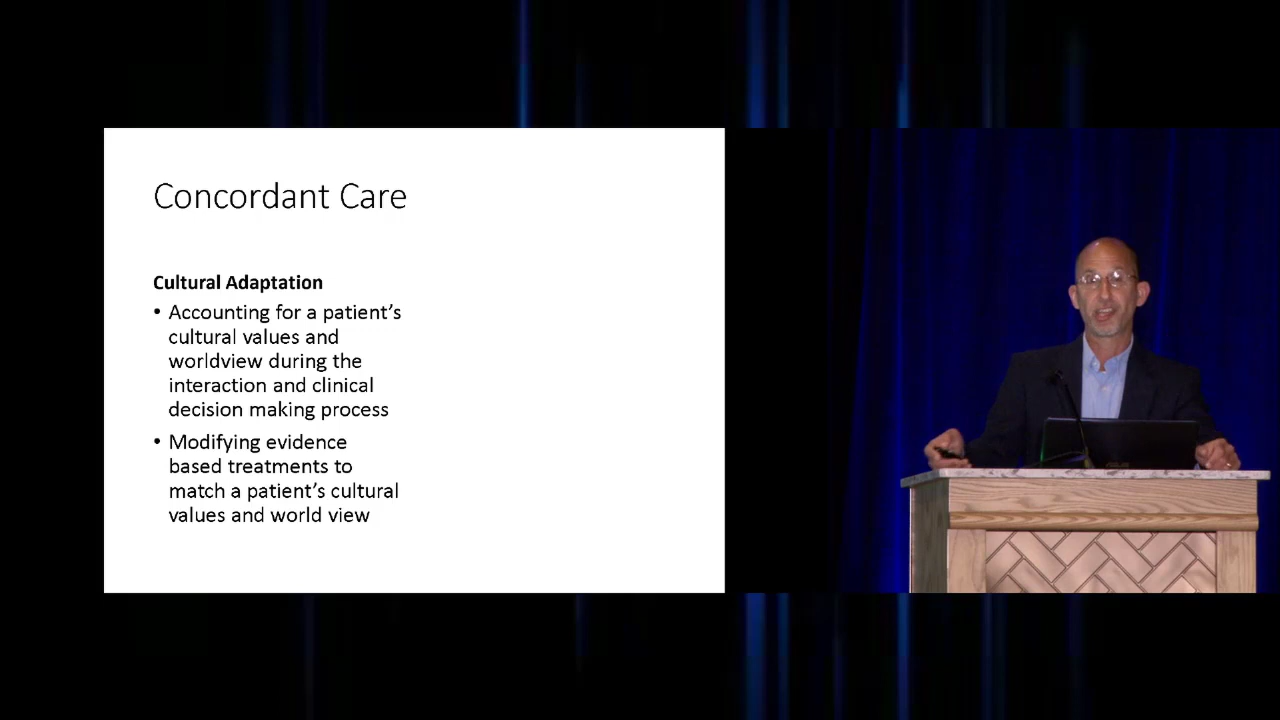 Concordant Care
Cultural Adaptation
• Accounting for a patient's
cultural values and
worldview during the
interaction and clinical
decision making process
• Modifying evidence
based treatments to
match a patient's cultural
values and world view
ASUS